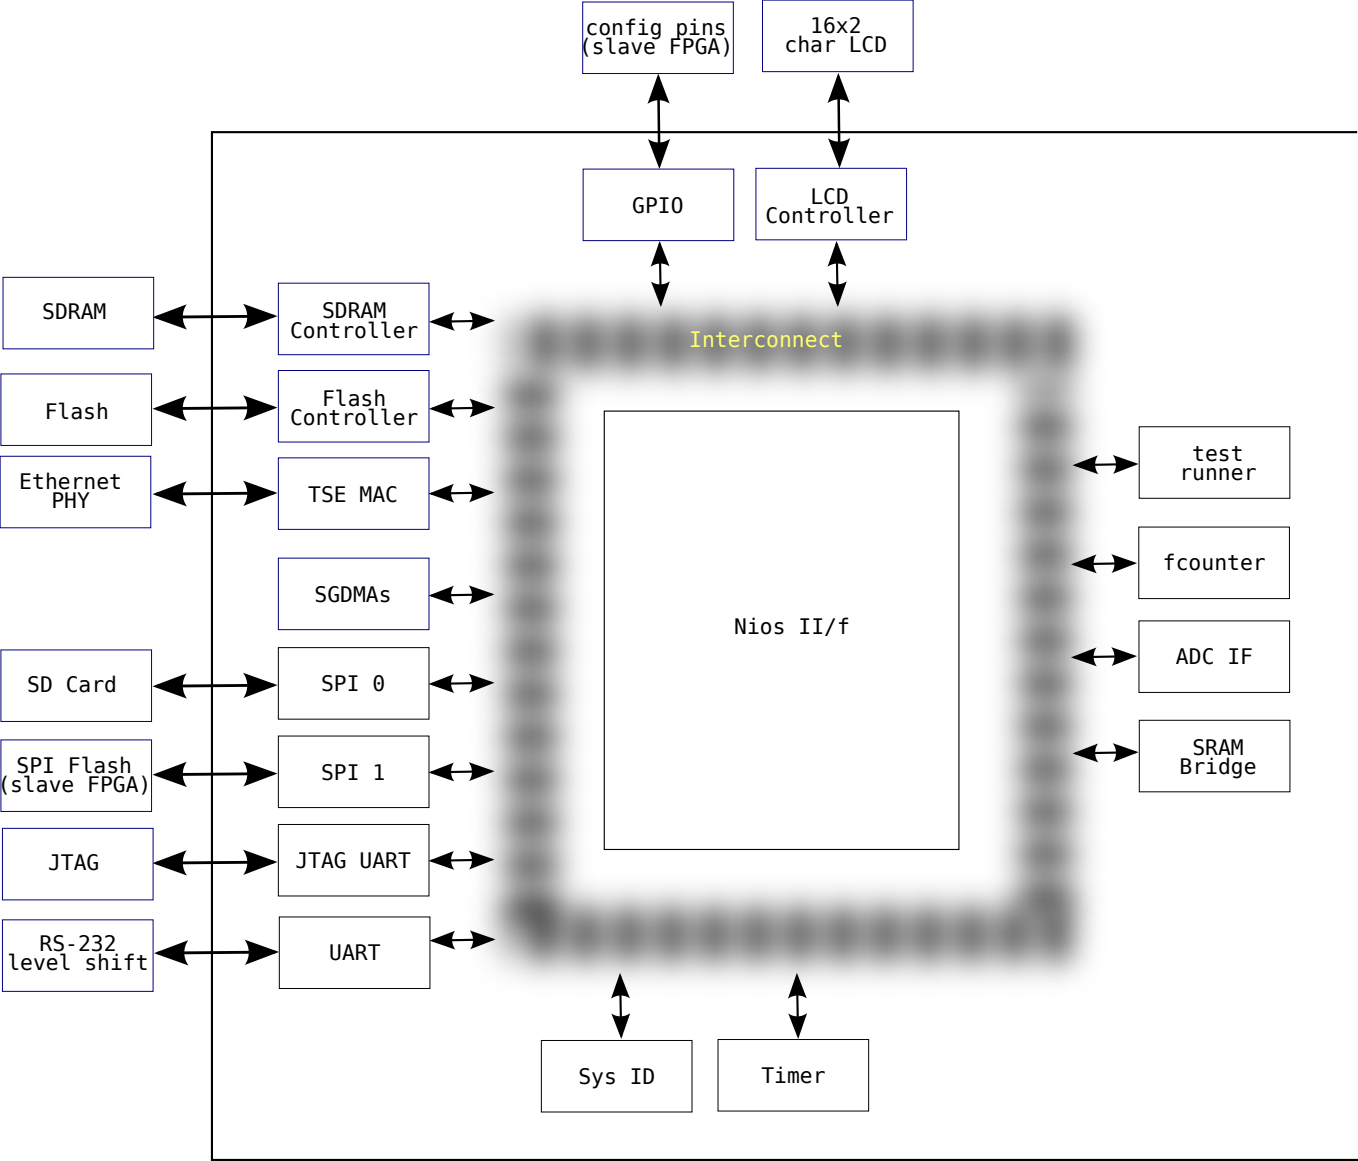 config pins
(slave FPGA)
16x2
char LCD
GPIO
LCD
Controller
SDRAM
SDRAM
Controller
Interconnect
Flash
Flash
Controller
Ethernet
PHY
TSE MAC
SGDMAs
SD Card
SPI 0
SPI Flash
(slave FPGA)
SPI 1
JTAG
JTAG UART
RS-232
level shift
UART
Nios II/f
test
runner
fcounter
ADC IF
SRAM
Bridge
Sys ID
Timer